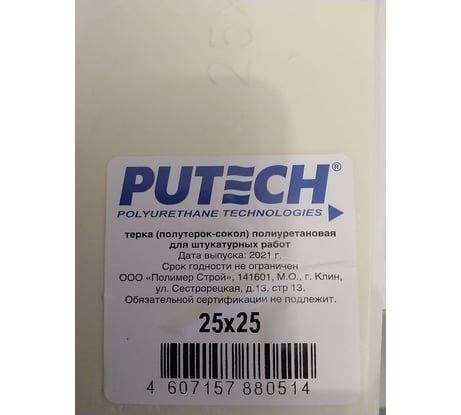 25x
PUTECH®
POLYURETHANE TECHNOLOGIES
терка (полутерок-сокол) полиуретановая
для штукатурных работ
Дата выпуска: 2021 г.
Срок годности не ограничен
ООО «Полимер Строй», 141601, М.О., г. Клин,
ул. Сестрорецкая, д.13, стр 13.
Обязательной сертификации не подлежит.
25x25
4 607157 880514